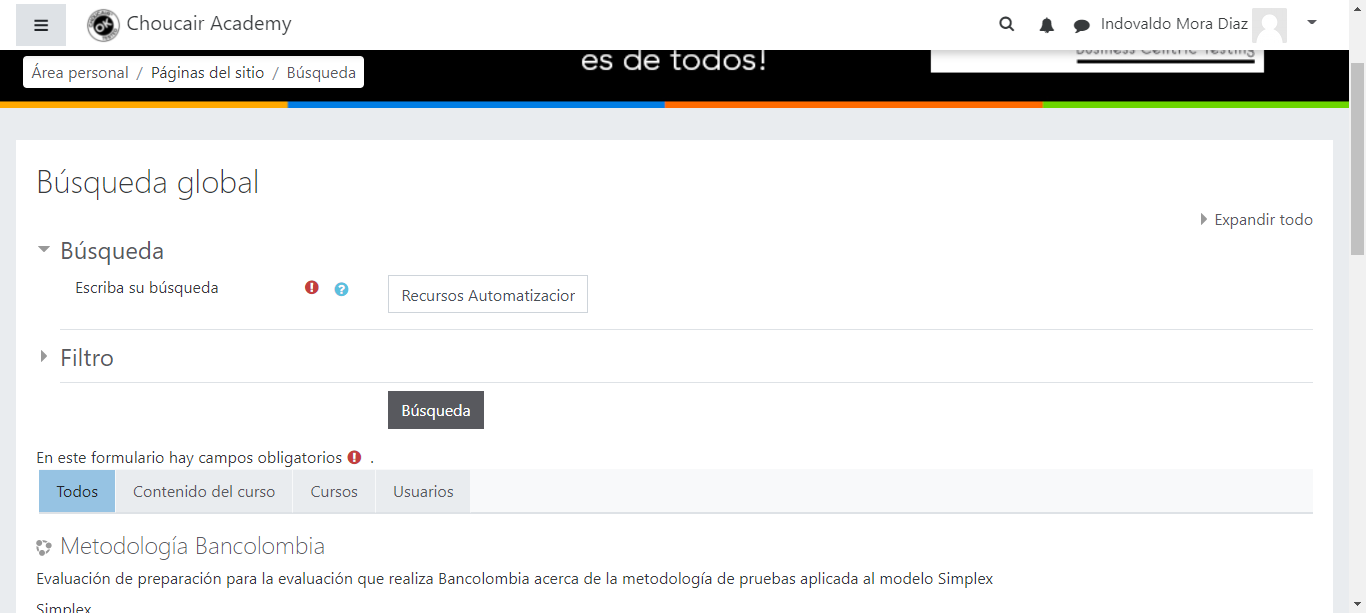 Choucair Academy
Indovaldo Mora Diaz
Área personal / Páginas del sitio / Búsqueda
es de todos!
Business Centric Testing
Búsqueda global
Expandir todo
Búsqueda
Escriba su búsqueda
Recursos Automatizacior
Filtro
Búsqueda
En este formulario hay campos obligatorios .
Todos Contenido del curso Cursos Usuarios
Metodología Bancolombia
Evaluación de preparación para la evaluación que realiza Bancolombia acerca de la metodología de pruebas aplicada al modelo Simplex
Simplex